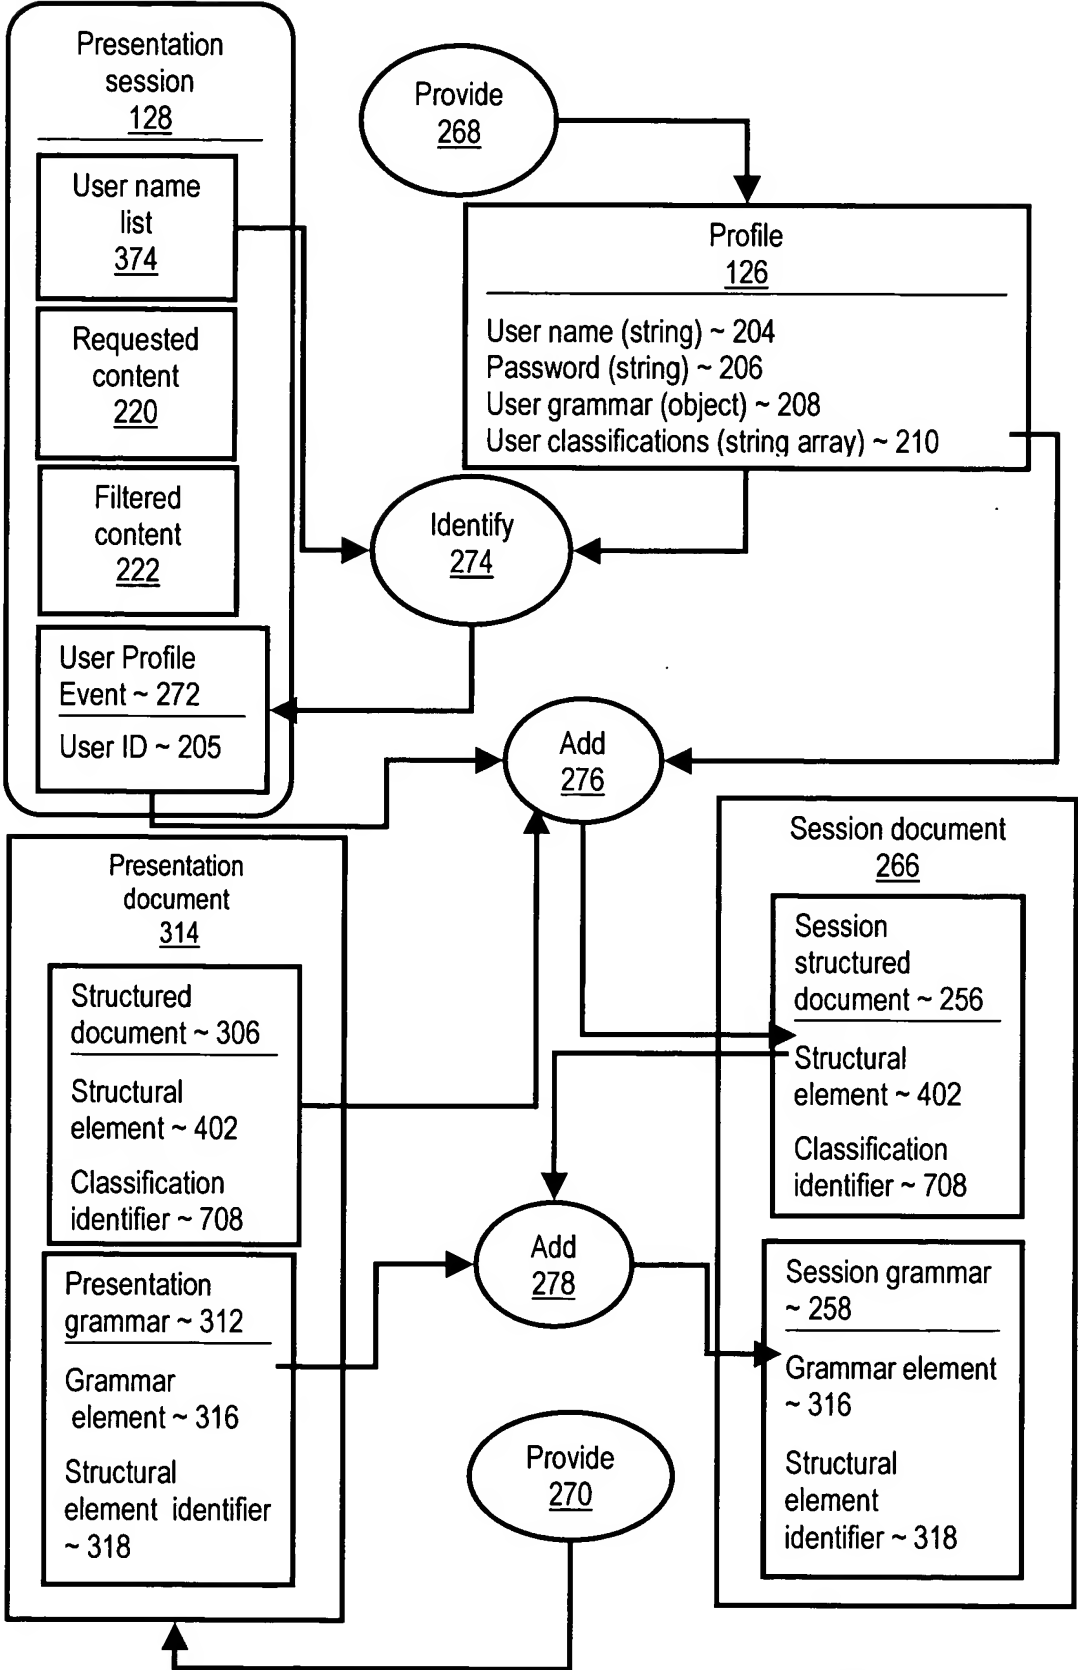 Presentation
session
128
User name
list
374
Requested
content
220
Filtered
content
222
User Profile
Event ~ 272
User ID ~ 205
Provide
268
Profile
126
User name (string) ~ 204
Password (string) ~ 206
User grammar (object) ~ 208
User classifications (string array) ~ 210
Identify
274
Add
276
Presentation
document
314
Structured
document ~ 306
Structural
element ~ 402
Classification
identifier ~ 708
Presentation
grammar ~ 312
Grammar
element ~ 316
Structural
element identifier
~ 318
Add
278
Provide
270
Session document
266
Session
structured
document ~ 256
Structural
element ~ 402
Classification
identifier ~ 708
Session grammar
~ 258
Grammar element
~ 316
Structural
element
identifier ~ 318